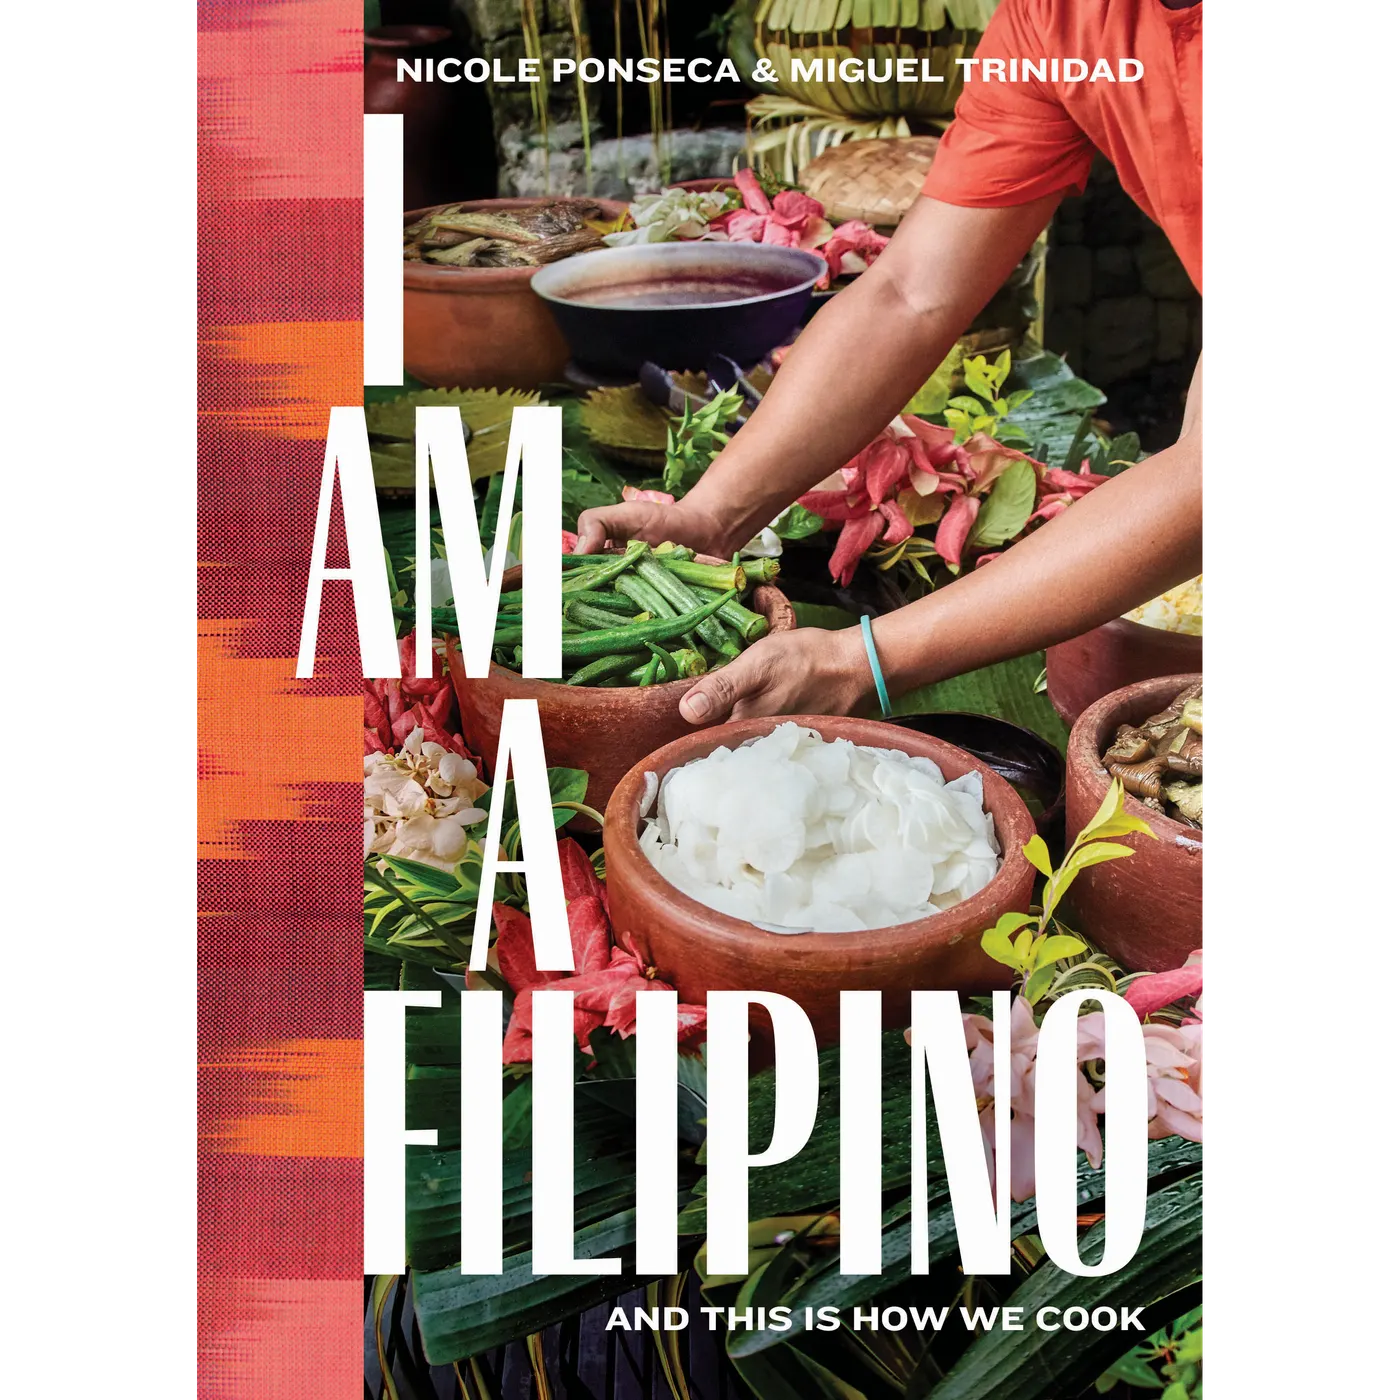 NICOLE PONSECA & MIGUEL TRINIDAD
I
AM
A
FILIPINO
AND THIS IS HOW WE COOK